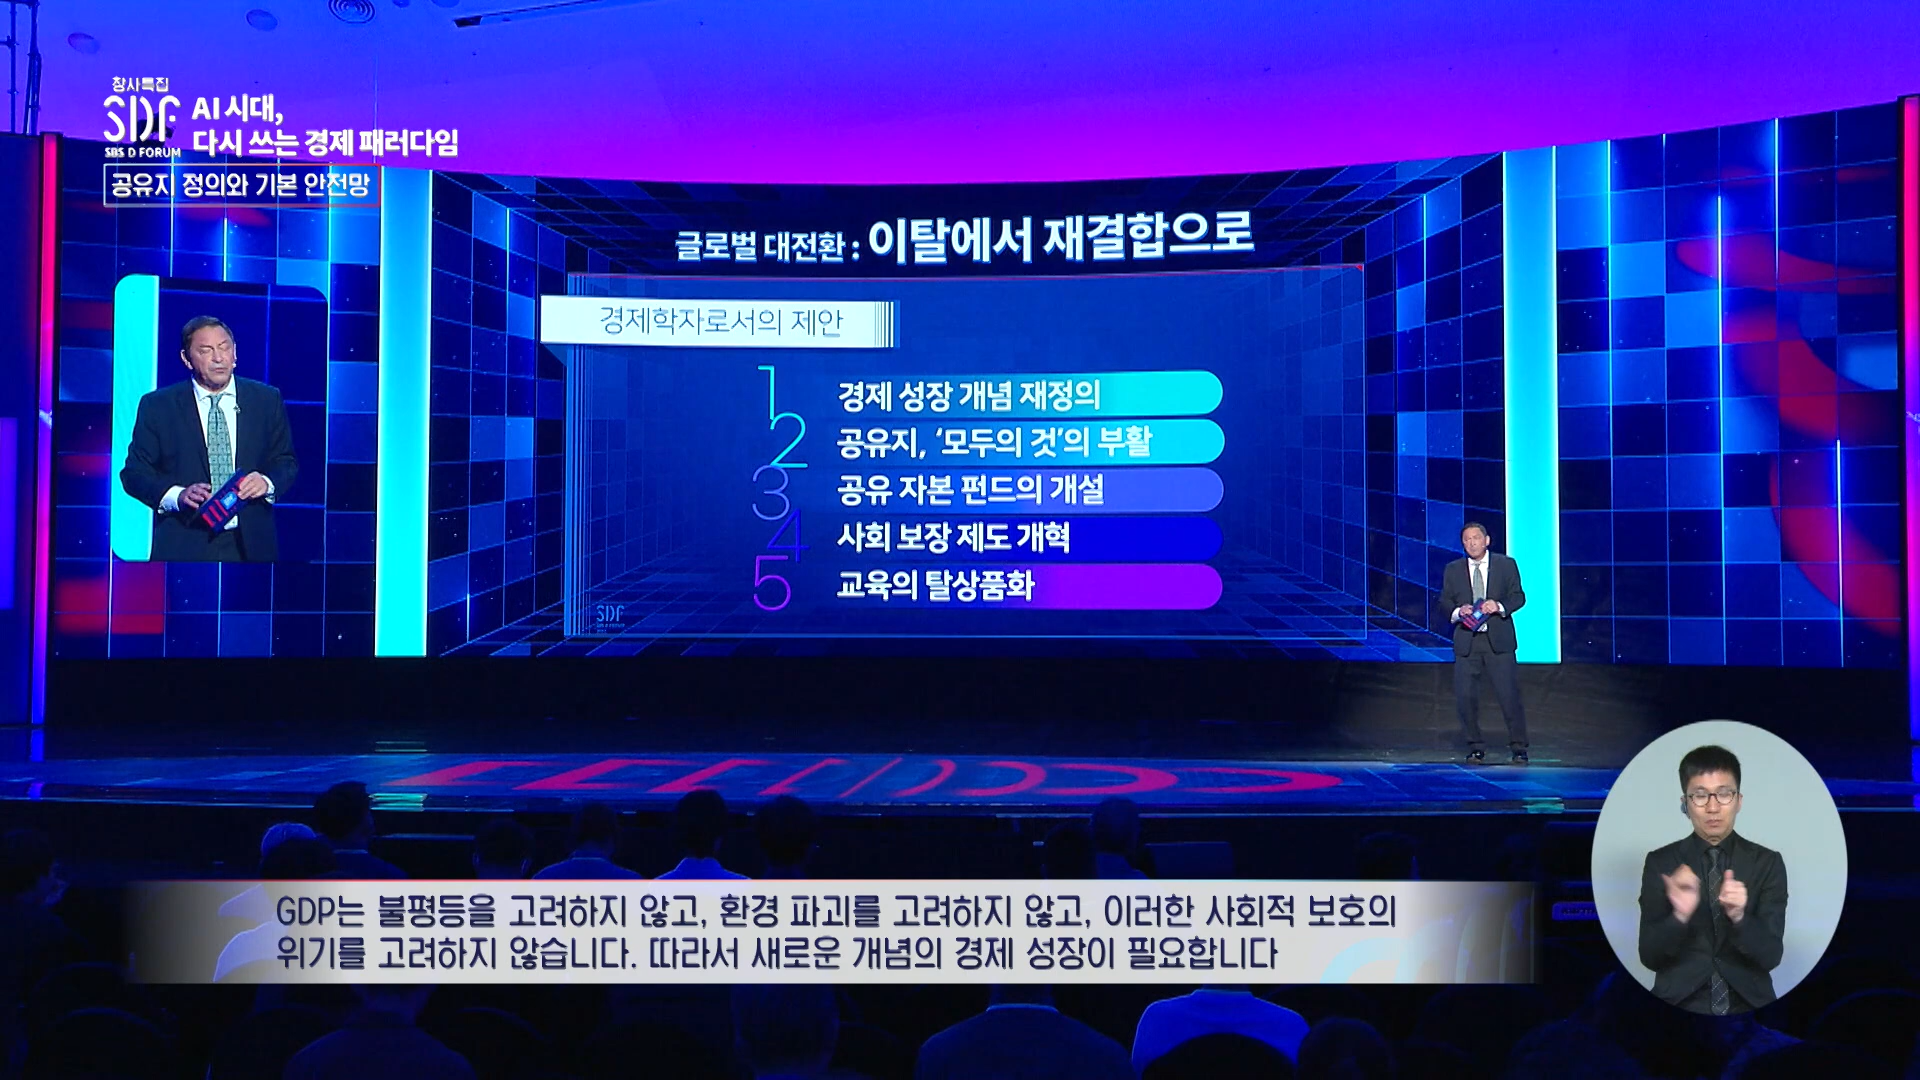 창사특집
SDF
SBS D FORUM
AI 시대,
다시 쓰는 경제 패러다임
공유지 정의와 기본 안전망
글로벌 대전환 : 이탈에서 재결합으로
경제학자로서의 제안
1 경제 성장 개념 재정의
2 공유지, ‘모두의 것’의 부활
3 공유 자본 펀드의 개설
4 사회 보장 제도 개혁
5 교육의 탈상품화
SDF
GDP는 불평등을 고려하지 않고, 환경 파괴를 고려하지 않고, 이러한 사회적 보호의
위기를 고려하지 않습니다. 따라서 새로운 개념의 경제 성장이 필요합니다